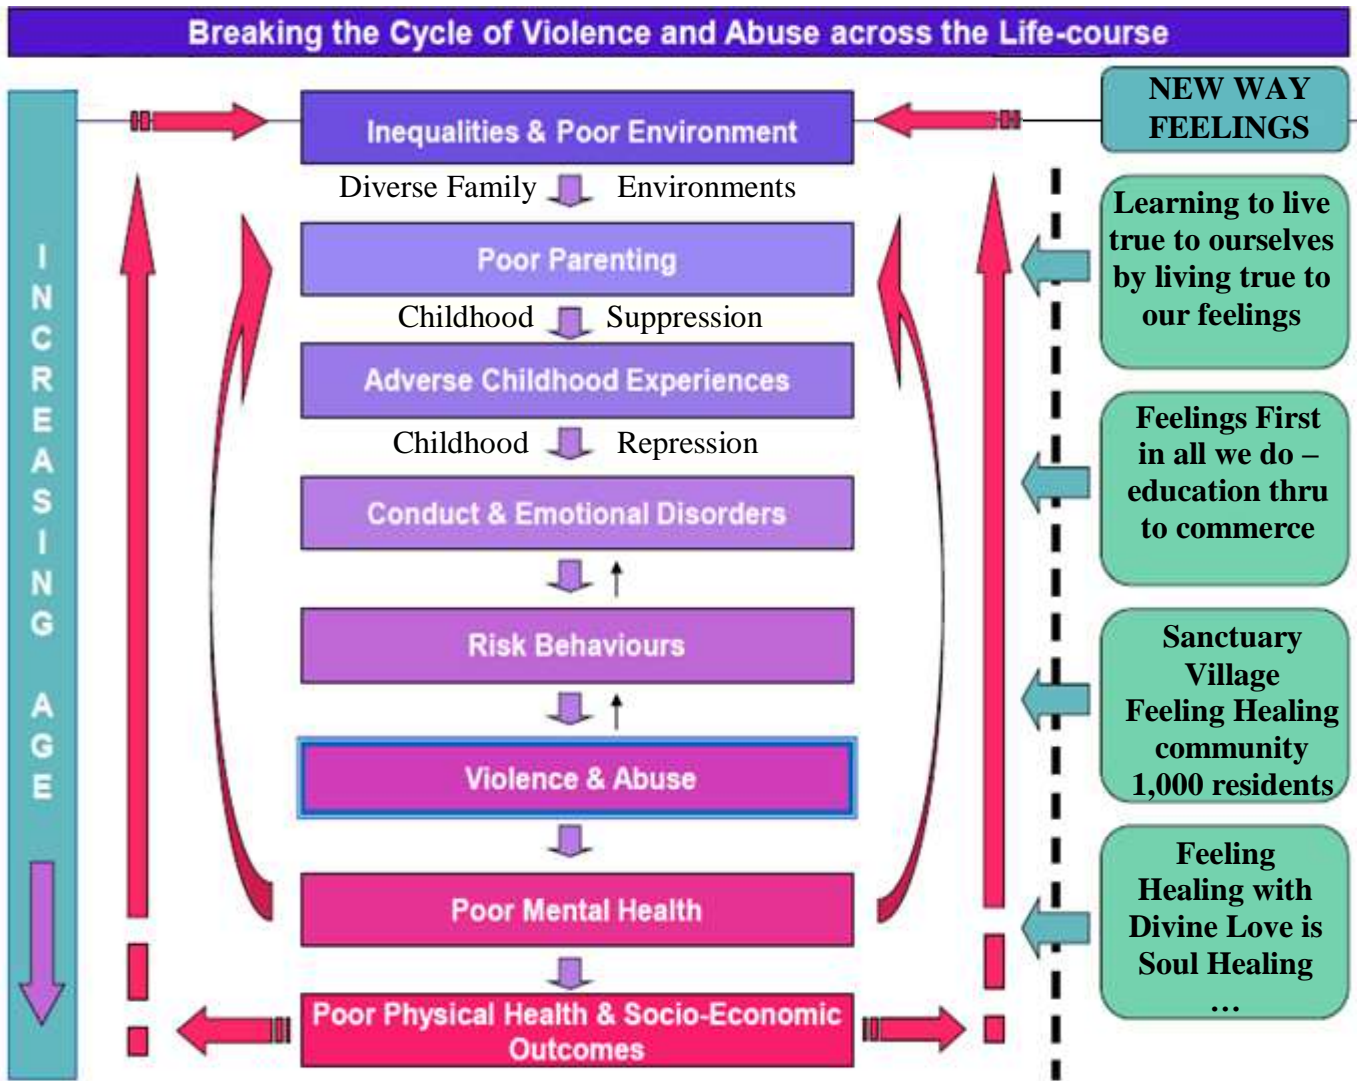 Breaking the Cycle of Violence and Abuse across the Life-course
INCREASING AGE
Inequalities & Poor Environment
Diverse Family Environments
Poor Parenting
Childhood Suppression
Adverse Childhood Experiences
Childhood Repression
Conduct & Emotional Disorders
Risk Behaviours
Violence & Abuse
Poor Mental Health
Poor Physical Health & Socio-Economic
Outcomes
NEW WAY
FEELINGS
Learning to live
true to ourselves
by living true to
our feelings
Feelings First
in all we do –
education thru
to commerce
Sanctuary
Village
Feeling Healing
community
1,000 residents
Feeling
Healing with
Divine Love is
Soul Healing
…